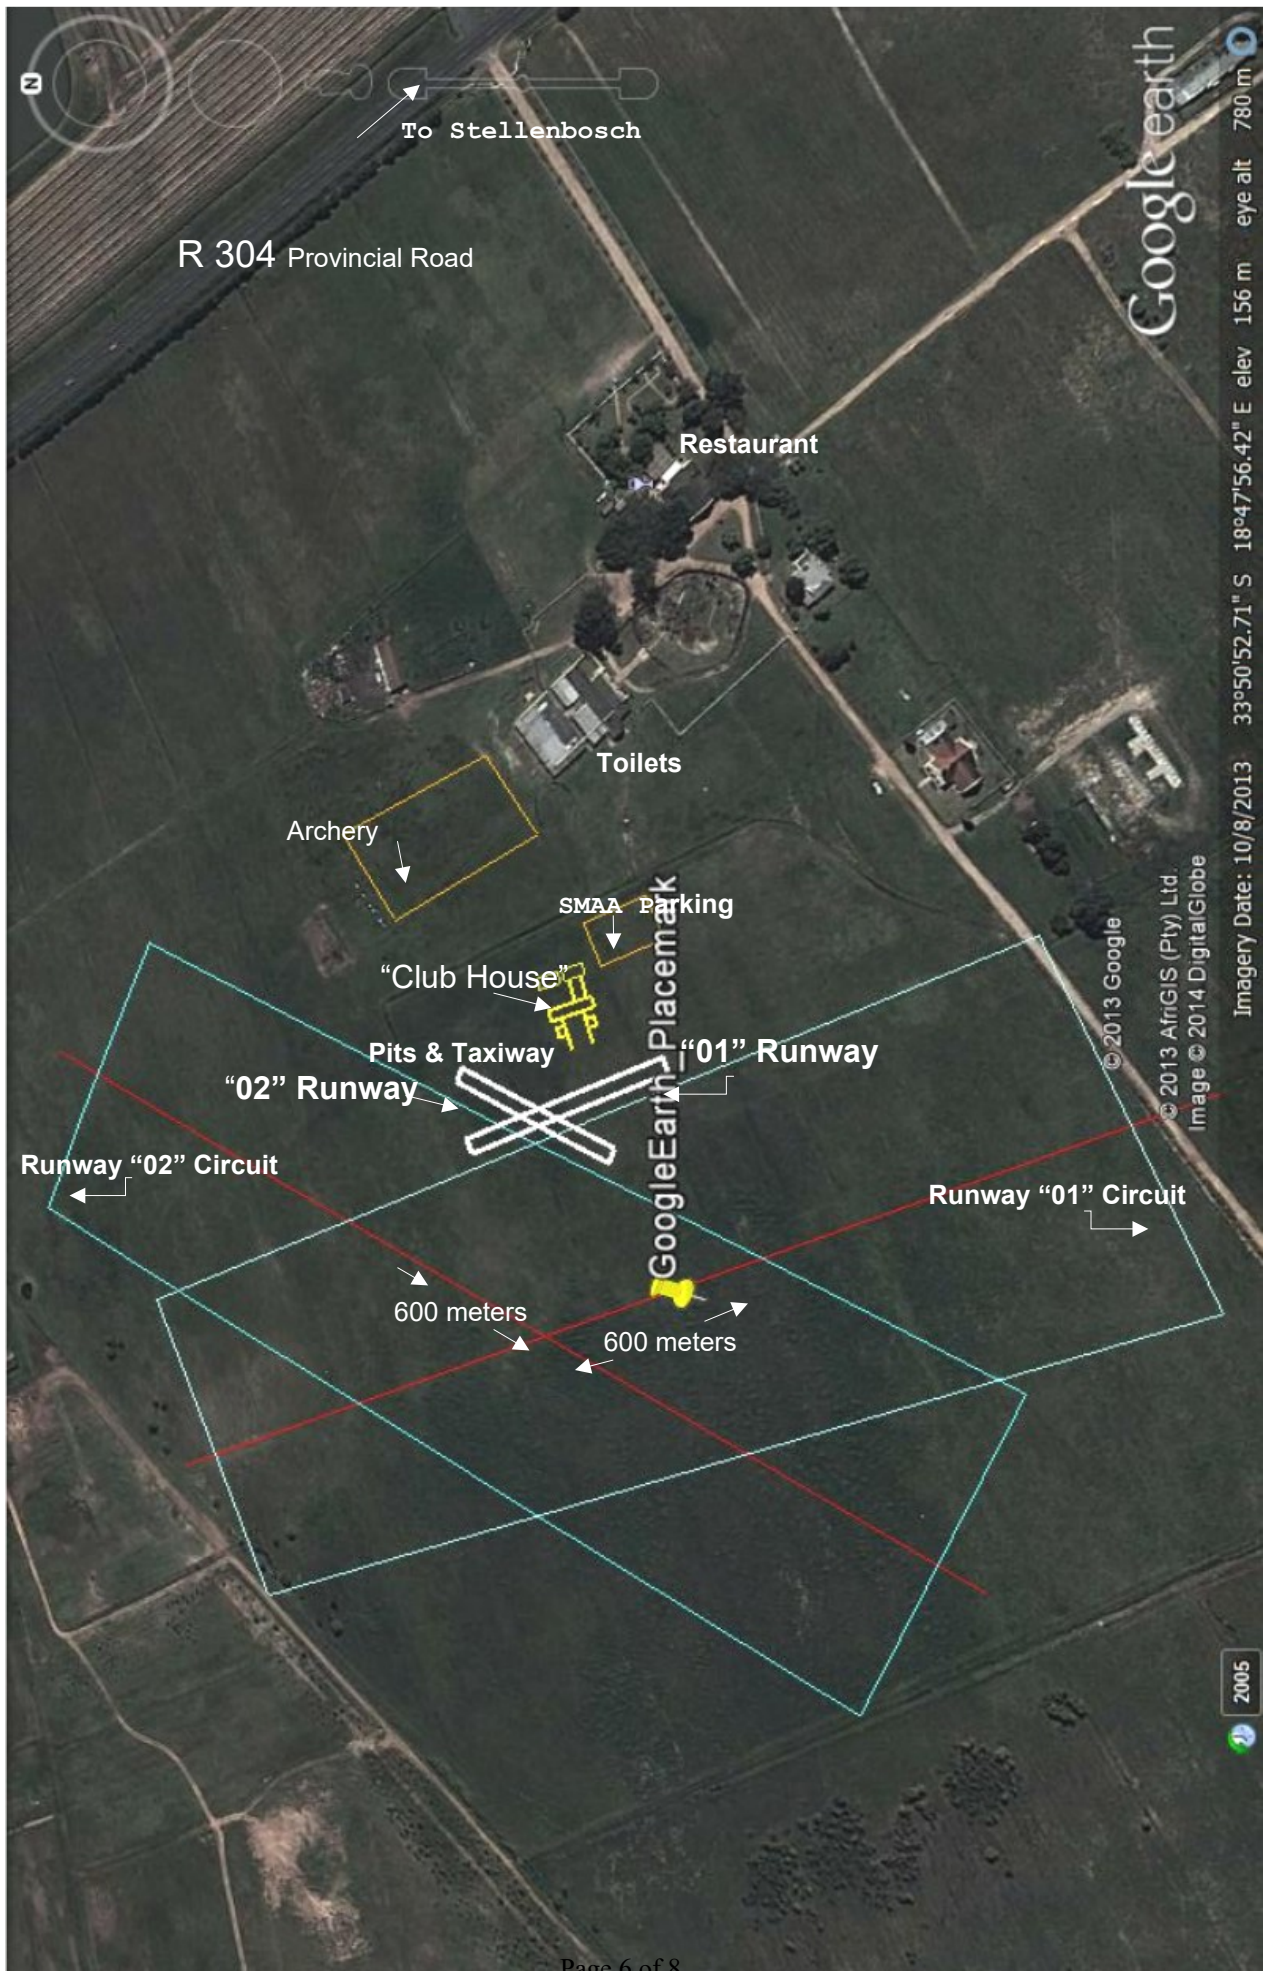 N
To Stellenbosch
R 304 Provincial Road
Restaurant
Toilets
Archery
SMAA Parking
“Club House”
Pits & Taxiway
“01” Runway
“02” Runway
Runway “02” Circuit
Runway “01” Circuit
600 meters
600 meters
GoogleEarth_Placemark
Google earth
© 2013 Google
© 2013 AfriGIS (Pty) Ltd.
Image © 2014 DigitalGlobe
Imagery Date: 10/8/2013 33°50'52.71" S 18°47'56.42" E elev 156 m eye alt 780 m
2005
Page 6 of 8